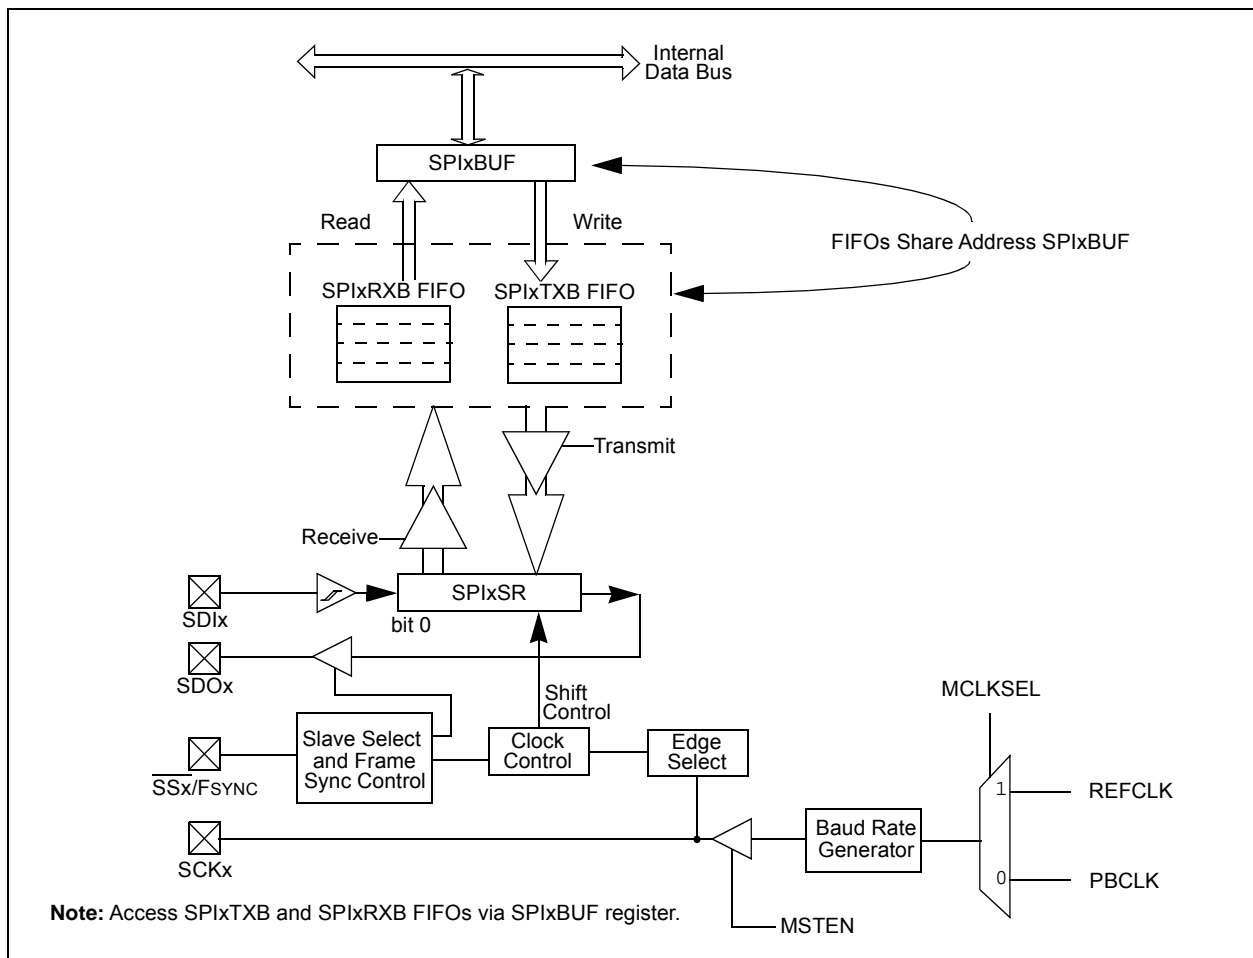 Internal
Data Bus
SPIxBUF
Read
Write
FIFOs Share Address SPIxBUF
SPIxRXB FIFO
SPIxTXB FIFO
Transmit
Receive
SPIxSR
SDIx
bit 0
SDOx
Shift
Control
MCLKSEL
Slave Select
and Frame
Sync Control
Clock
Control
Edge
Select
SSx/FSYNC
1
REFCLK
Baud Rate
Generator
SCKx
0
PBCLK
Note: Access SPIxTXB and SPIxRXB FIFOs via SPIxBUF register.
MSTEN